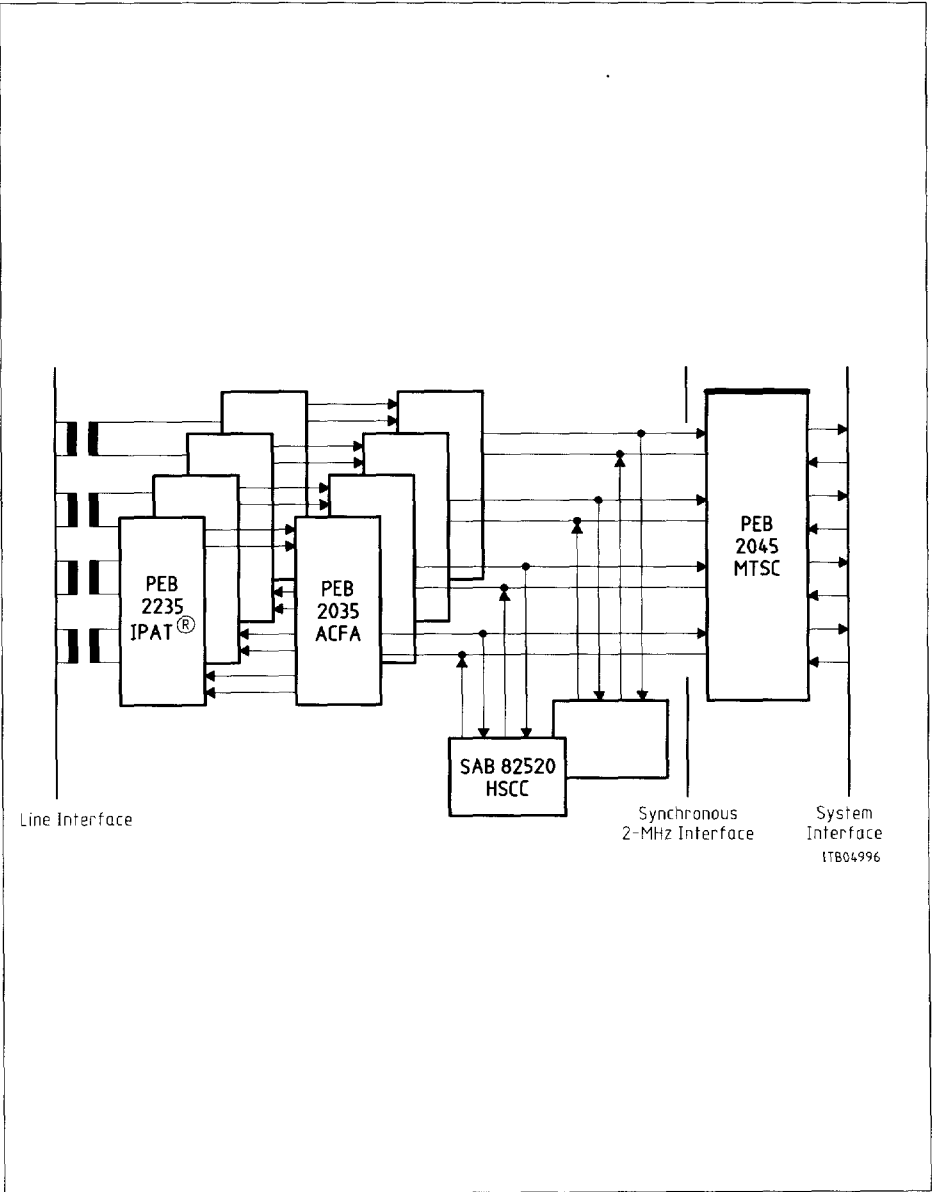 PEB
2235
IPAT®
PEB
2035
ACFA
PEB
2045
MTSC
SAB 82520
HSCC
Line Interface
Synchronous
2-MHz Interface
System
Interface
ITB04996